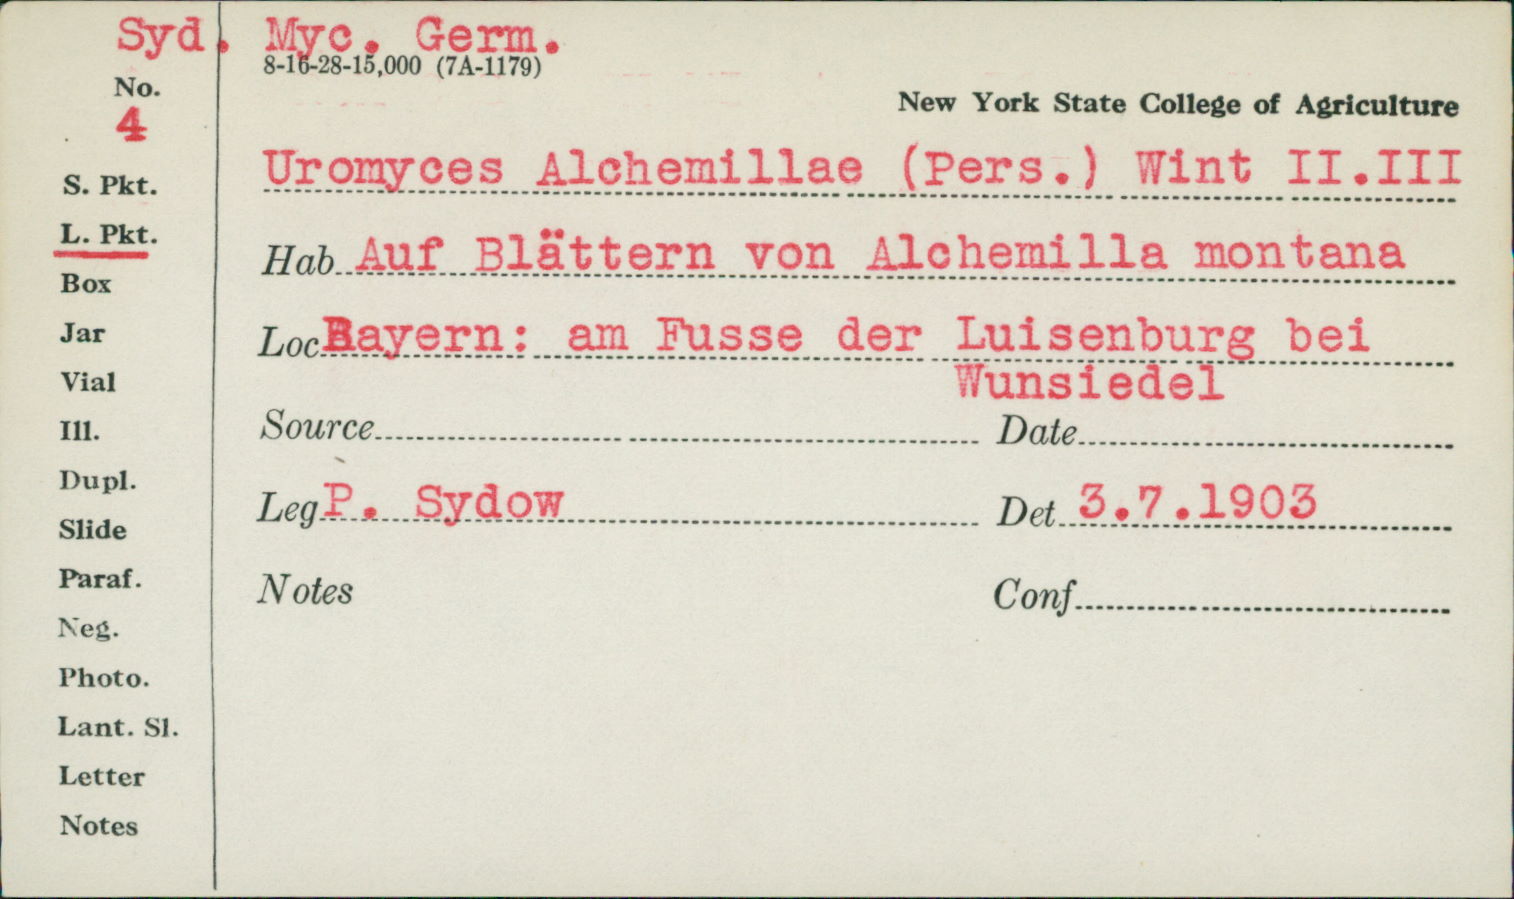 Syd. Myc. Germ.
8-16-28-15,000 (7A-1179)
No.
4
New York State College of Agriculture
Uromyces Alchemillae (Pers.) Wint II.III
S. Pkt.
L. Pkt.
Hab Auf Blättern von Alchemilla montana
Box
Jar
Loc Bayern: am Fusse der Luisenburg bei
Wunsiedel
Vial
Ill.
Source Date
Dupl.
Slide
Leg P. Sydow Det 3.7.1903
Paraf.
Notes Conf
Neg.
Photo.
Lant. Sl.
Letter
Notes